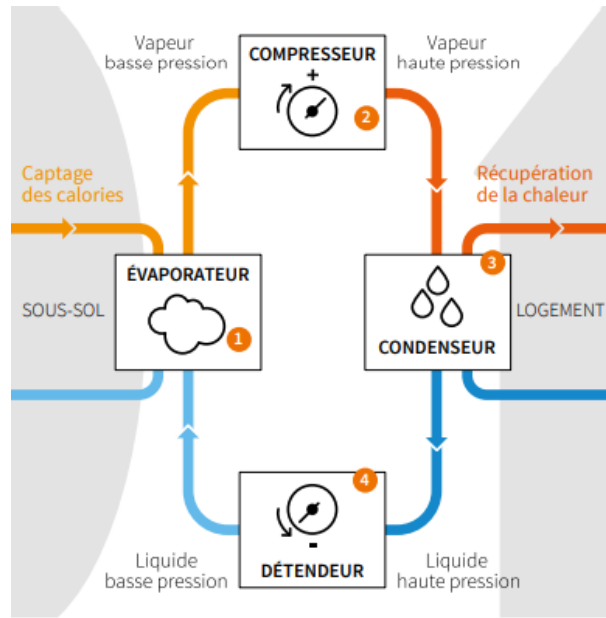 Vapeur
basse pression
COMPRESSEUR
+
2
Vapeur
haute pression
Captage
des calories
Récupération
de la chaleur
SOUS-SOL
ÉVAPORATEUR
1
3
CONDENSEUR
LOGEMENT
4
-
DÉTENDEUR
Liquide
basse pression
Liquide
haute pression